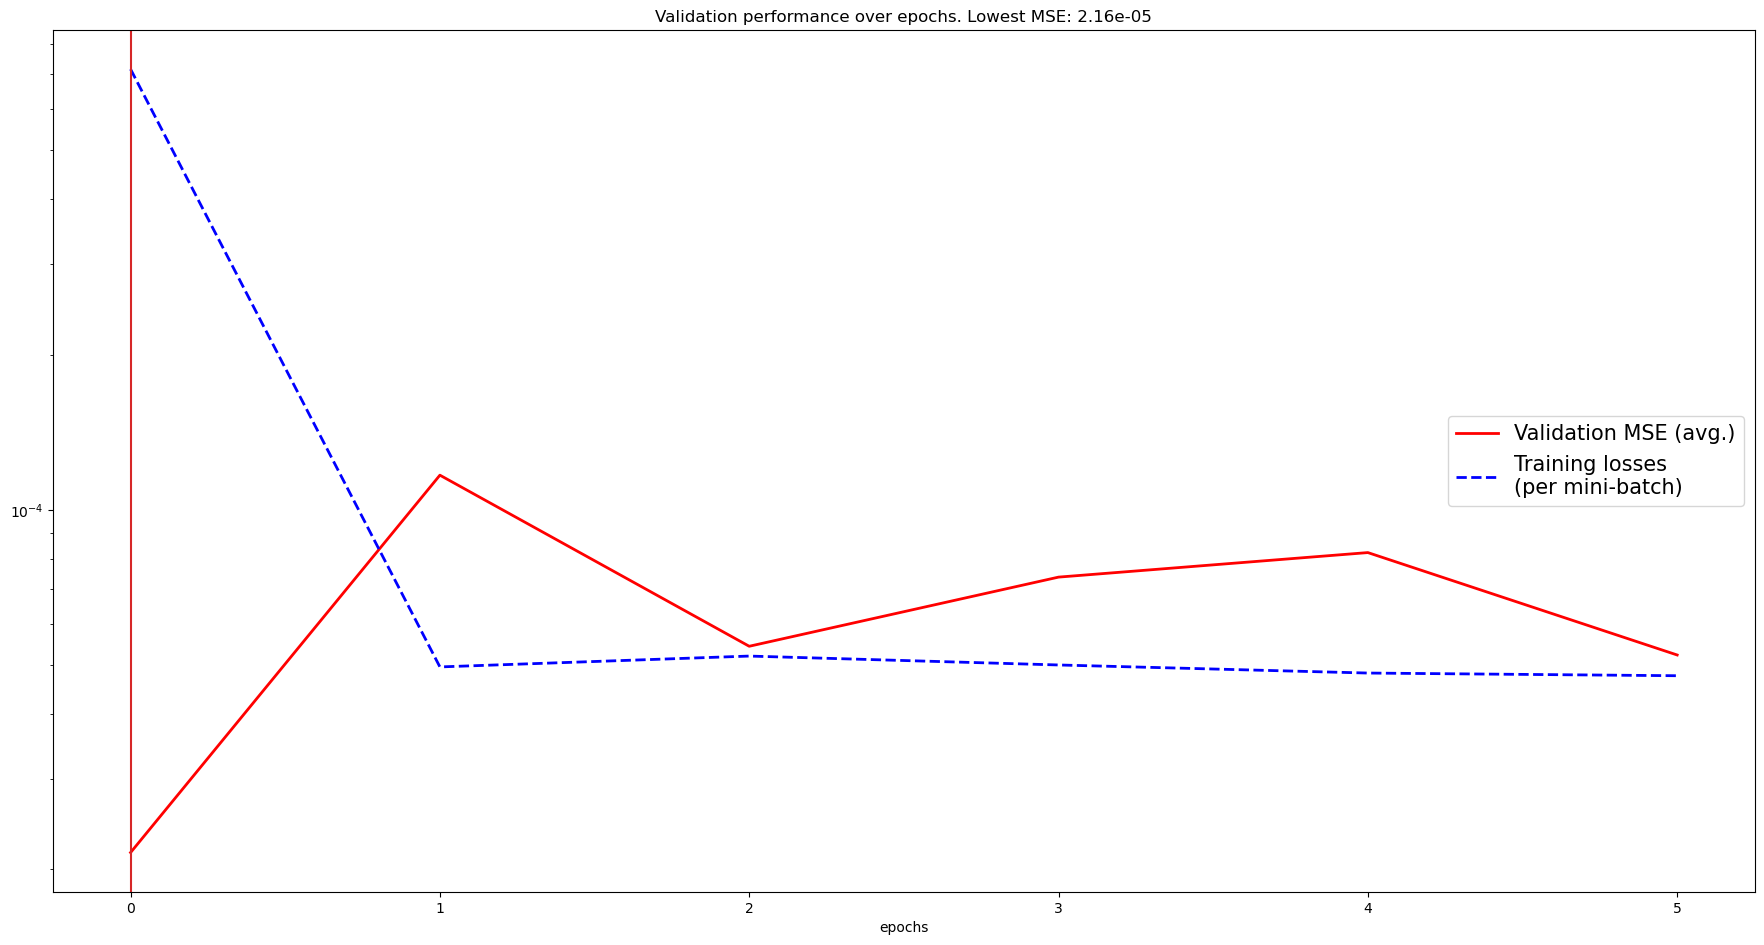 Validation performance over epochs. Lowest MSE: 2.16e-05
10⁻⁴
Validation MSE (avg.)
Training losses
(per mini-batch)
0 1 2 3 4 5
epochs